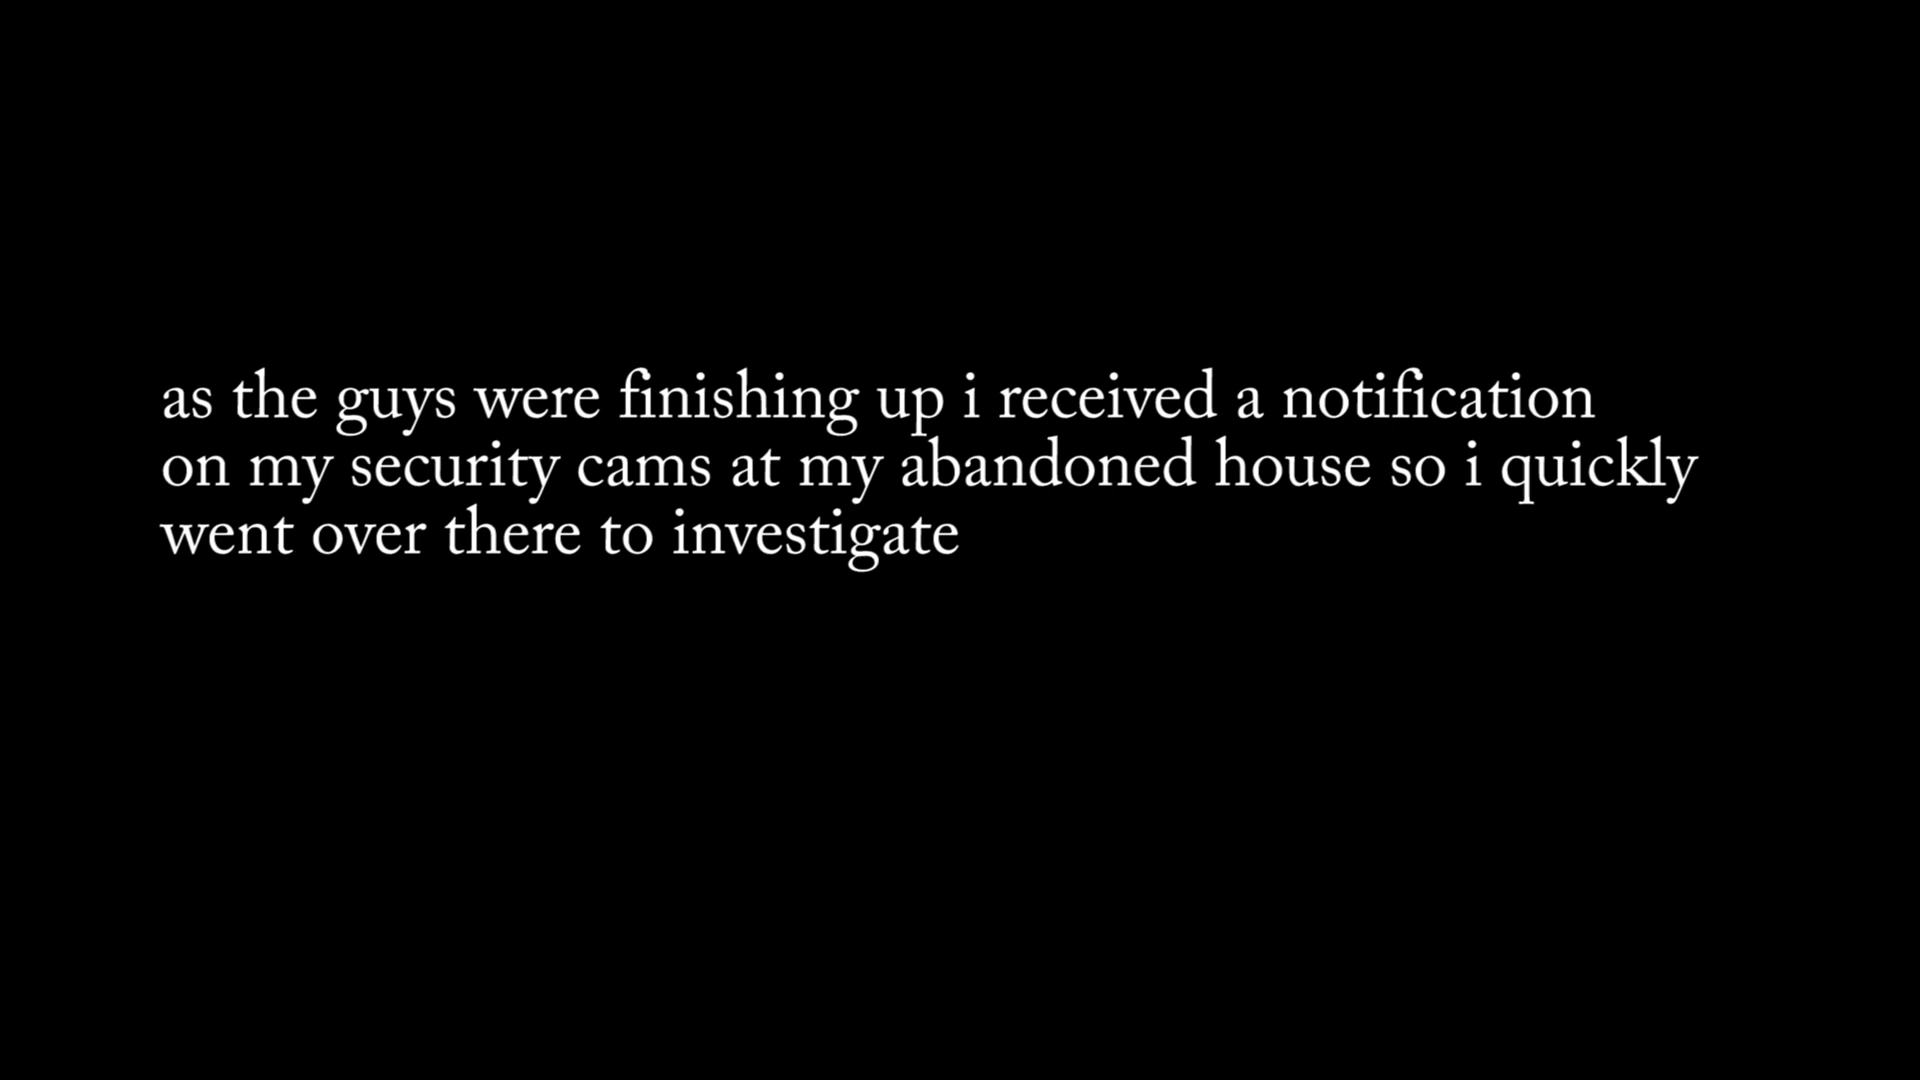 as the guys were finishing up i received a notification
on my security cams at my abandoned house so i quickly
went over there to investigate